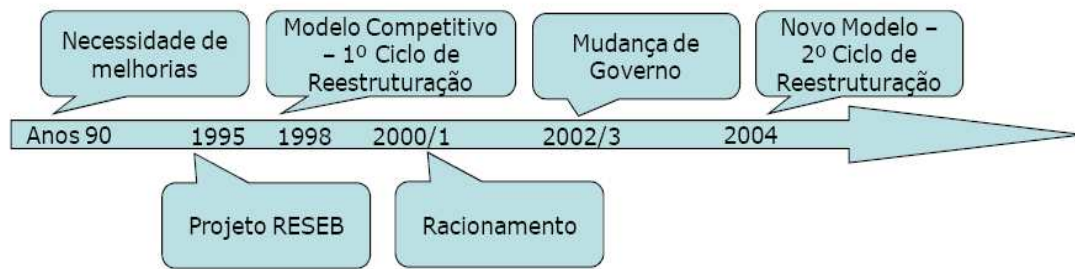 Necessidade de
melhorias
Modelo Competitivo
– 1º Ciclo de
Reestruturação
Mudança de
Governo
Novo Modelo –
2º Ciclo de
Reestruturação
Anos 90 1995 1998 2000/1 2002/3 2004
Projeto RESEB
Racionamento